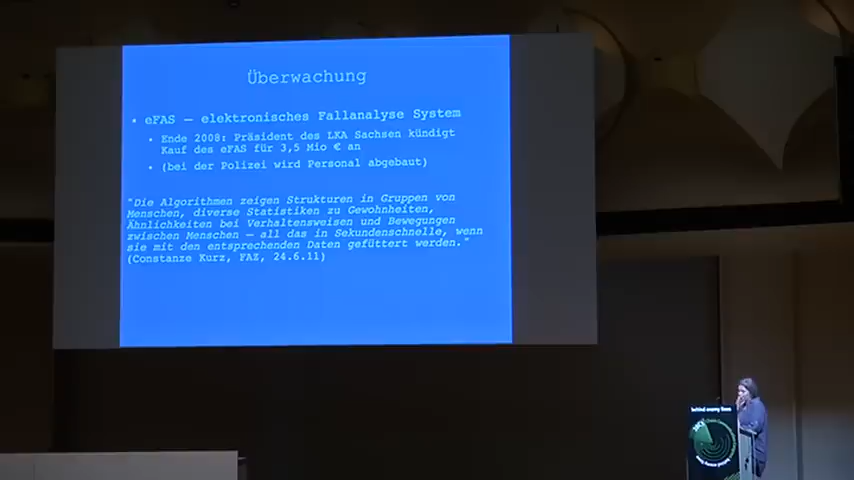 Überwachung
• eFAS – elektronisches Fallanalyse System
• Ende 2008: Präsident des LKA Sachsen kündigt
Kauf des eFAS für 3,5 Mio € an
• (bei der Polizei wird Personal abgebaut)
"Die Algorithmen zeigen Strukturen in Gruppen von
Menschen, diverse Statistiken zu Gewohnheiten,
Ähnlichkeiten bei Verhaltensweisen und Bewegungen
zwischen Menschen – all das in Sekundenschnelle, wenn
sie mit den entsprechenden Daten gefüttert werden."
(Constanze Kurz, FAZ, 24.6.11)
behind enemy lines